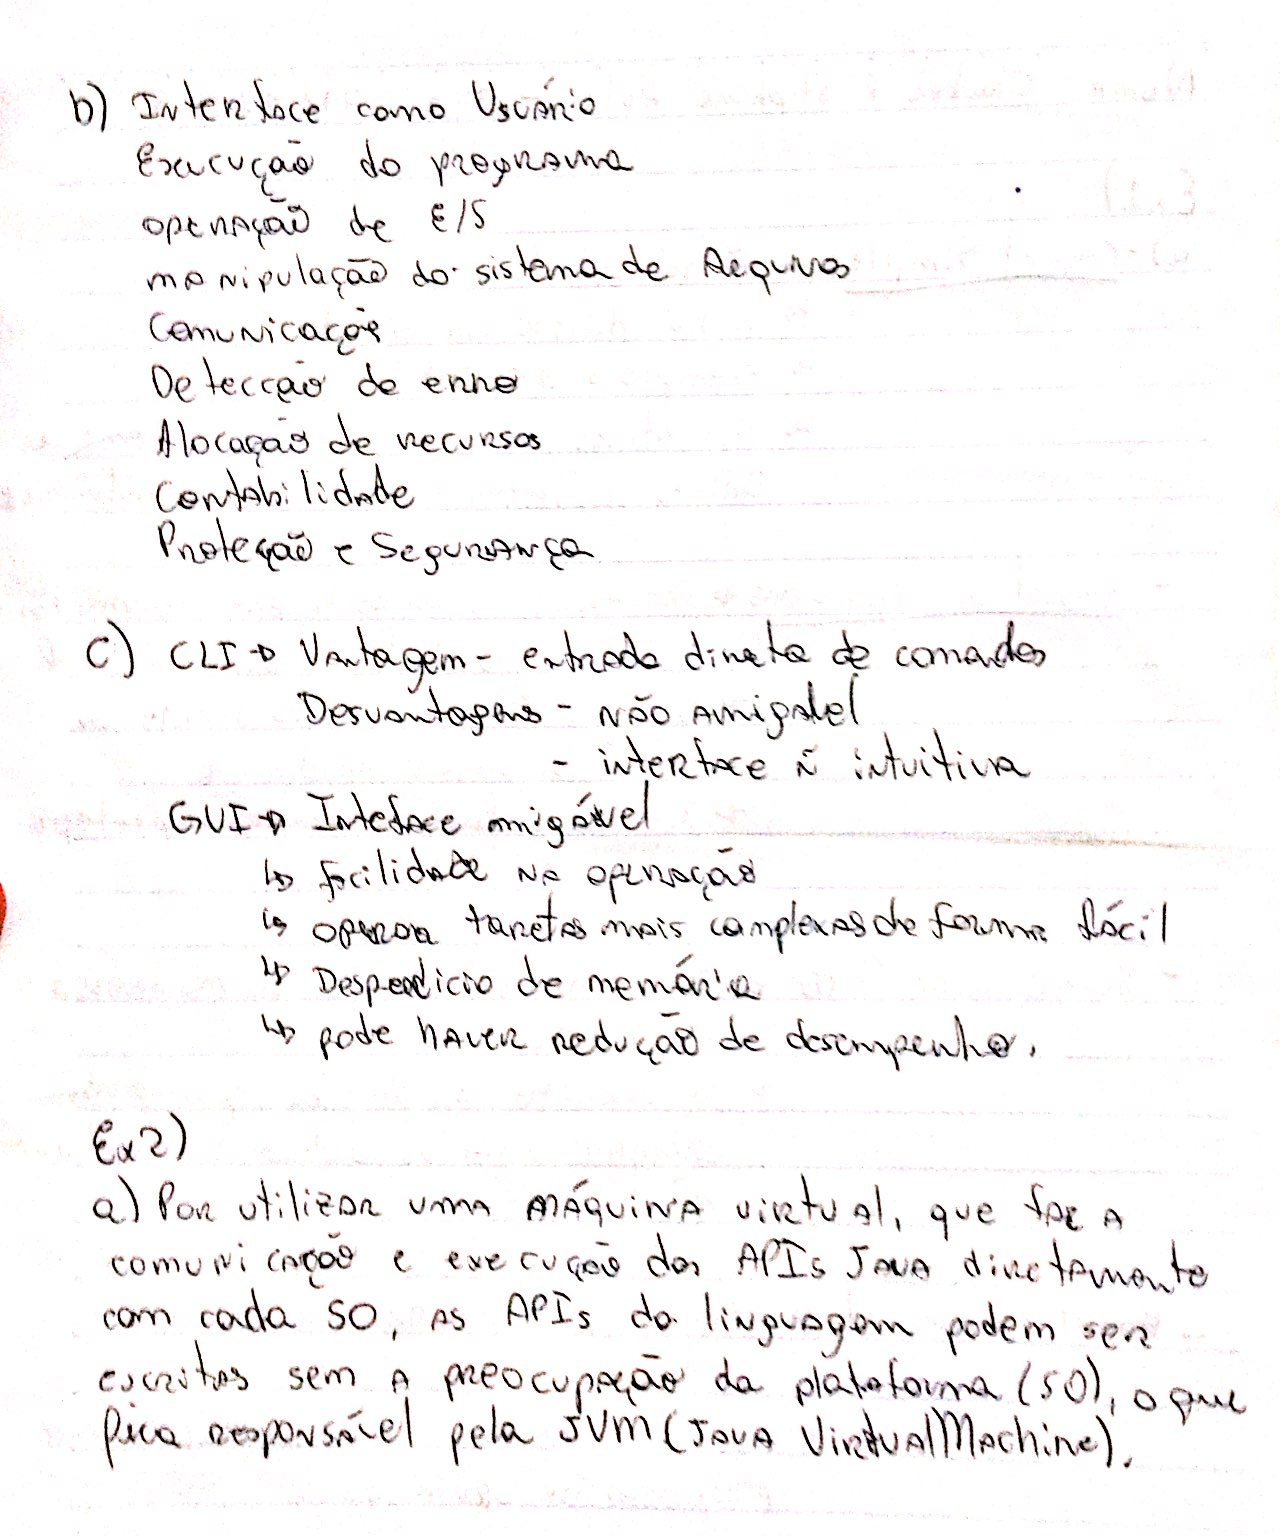 b) Interface como Usuário
Execução do programa
operação de E/S
manipulação do sistema de Arquivos
Comunicação
Detecção de erro
Alocação de recursos
Contabilidade
Proteção e Segurança
c) CLI → Vantagem - entrada direta de comandos
Desvantagens - não amigável
- interface ñ intuitiva
GUI → Inteface amigável
↳ facilidade na operação
↳ operar tarefas mais complexas de forma fácil
↳ Desperdicio de memória
↳ pode haver redução de desempenho.
Ex2)
a) Por utilizar uma máquina virtual, que faz a
comunicação e execução das APIs JAVA diretamente
com cada SO, as APIs da linguagem podem ser
escritas sem a preocupação da plataforma (SO), o que
fica responsável pela JVM (JAVA Virtual Machine).